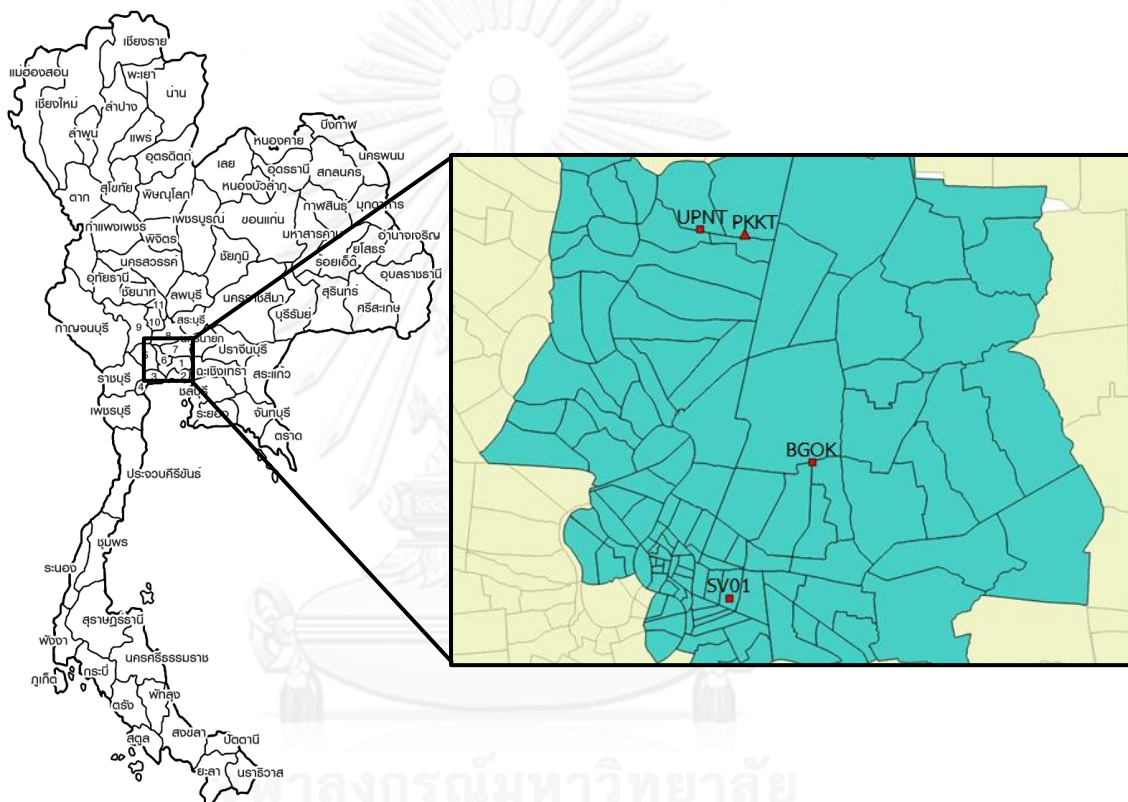 เชียงราย
แม่ฮ่องสอน
พะเยา
น่าน
เชียงใหม่
ลำปาง
ลำพูน
แพร่
บึงกาฬ
หนองคาย
นครพนม
อุตรดิตถ์
เลย
อุดรธานี
สกลนคร
หนองบัวลำภู
ตาก
สุโขทัย
พิษณุโลก
กาฬสินธุ์
มุกดาหาร
กำแพงเพชร
เพชรบูรณ์
ขอนแก่น
พิจิตร
มหาสารคาม
อำนาจเจริญ
ยโสธร
นครสวรรค์
ชัยภูมิ
ร้อยเอ็ด
อุบลราชธานี
อุทัยธานี
ชัยนาท
ลพบุรี
นครราชสีมา
สุรินทร์
ศรีสะเกษ
บุรีรัมย์
11
10
9
สระบุรี
กาญจนบุรี
8
นครนายก
7
ปราจีนบุรี
5
6
1
ฉะเชิงเทรา
สระแก้ว
ราชบุรี
3
2
4
ชลบุรี
เพชรบุรี
ระยอง
จันทบุรี
ตราด
ประจวบคีรีขันธ์
ชุมพร
ระนอง
สุราษฎร์ธานี
พังงา
นครศรีธรรมราช
ภูเก็ต
กระบี่
ตรัง
พัทลุง
สตูล
สงขลา
ปัตตานี
ยะลา
นราธิวาส
UPNT
PKKT
BGOK
SV01
จุฬาลงกรณ์มหาวิทยาลัย